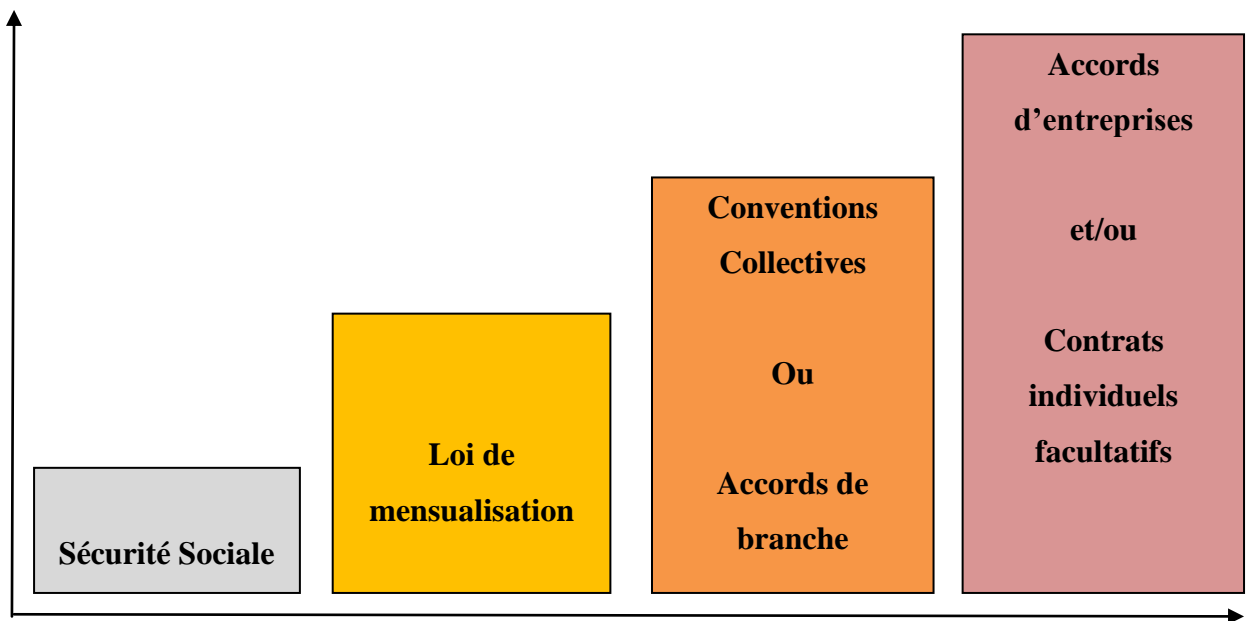 Sécurité Sociale
Loi de
mensualisation
Conventions
Collectives
Ou
Accords de
branche
Accords
d’entreprises
et/ou
Contrats
individuels
facultatifs